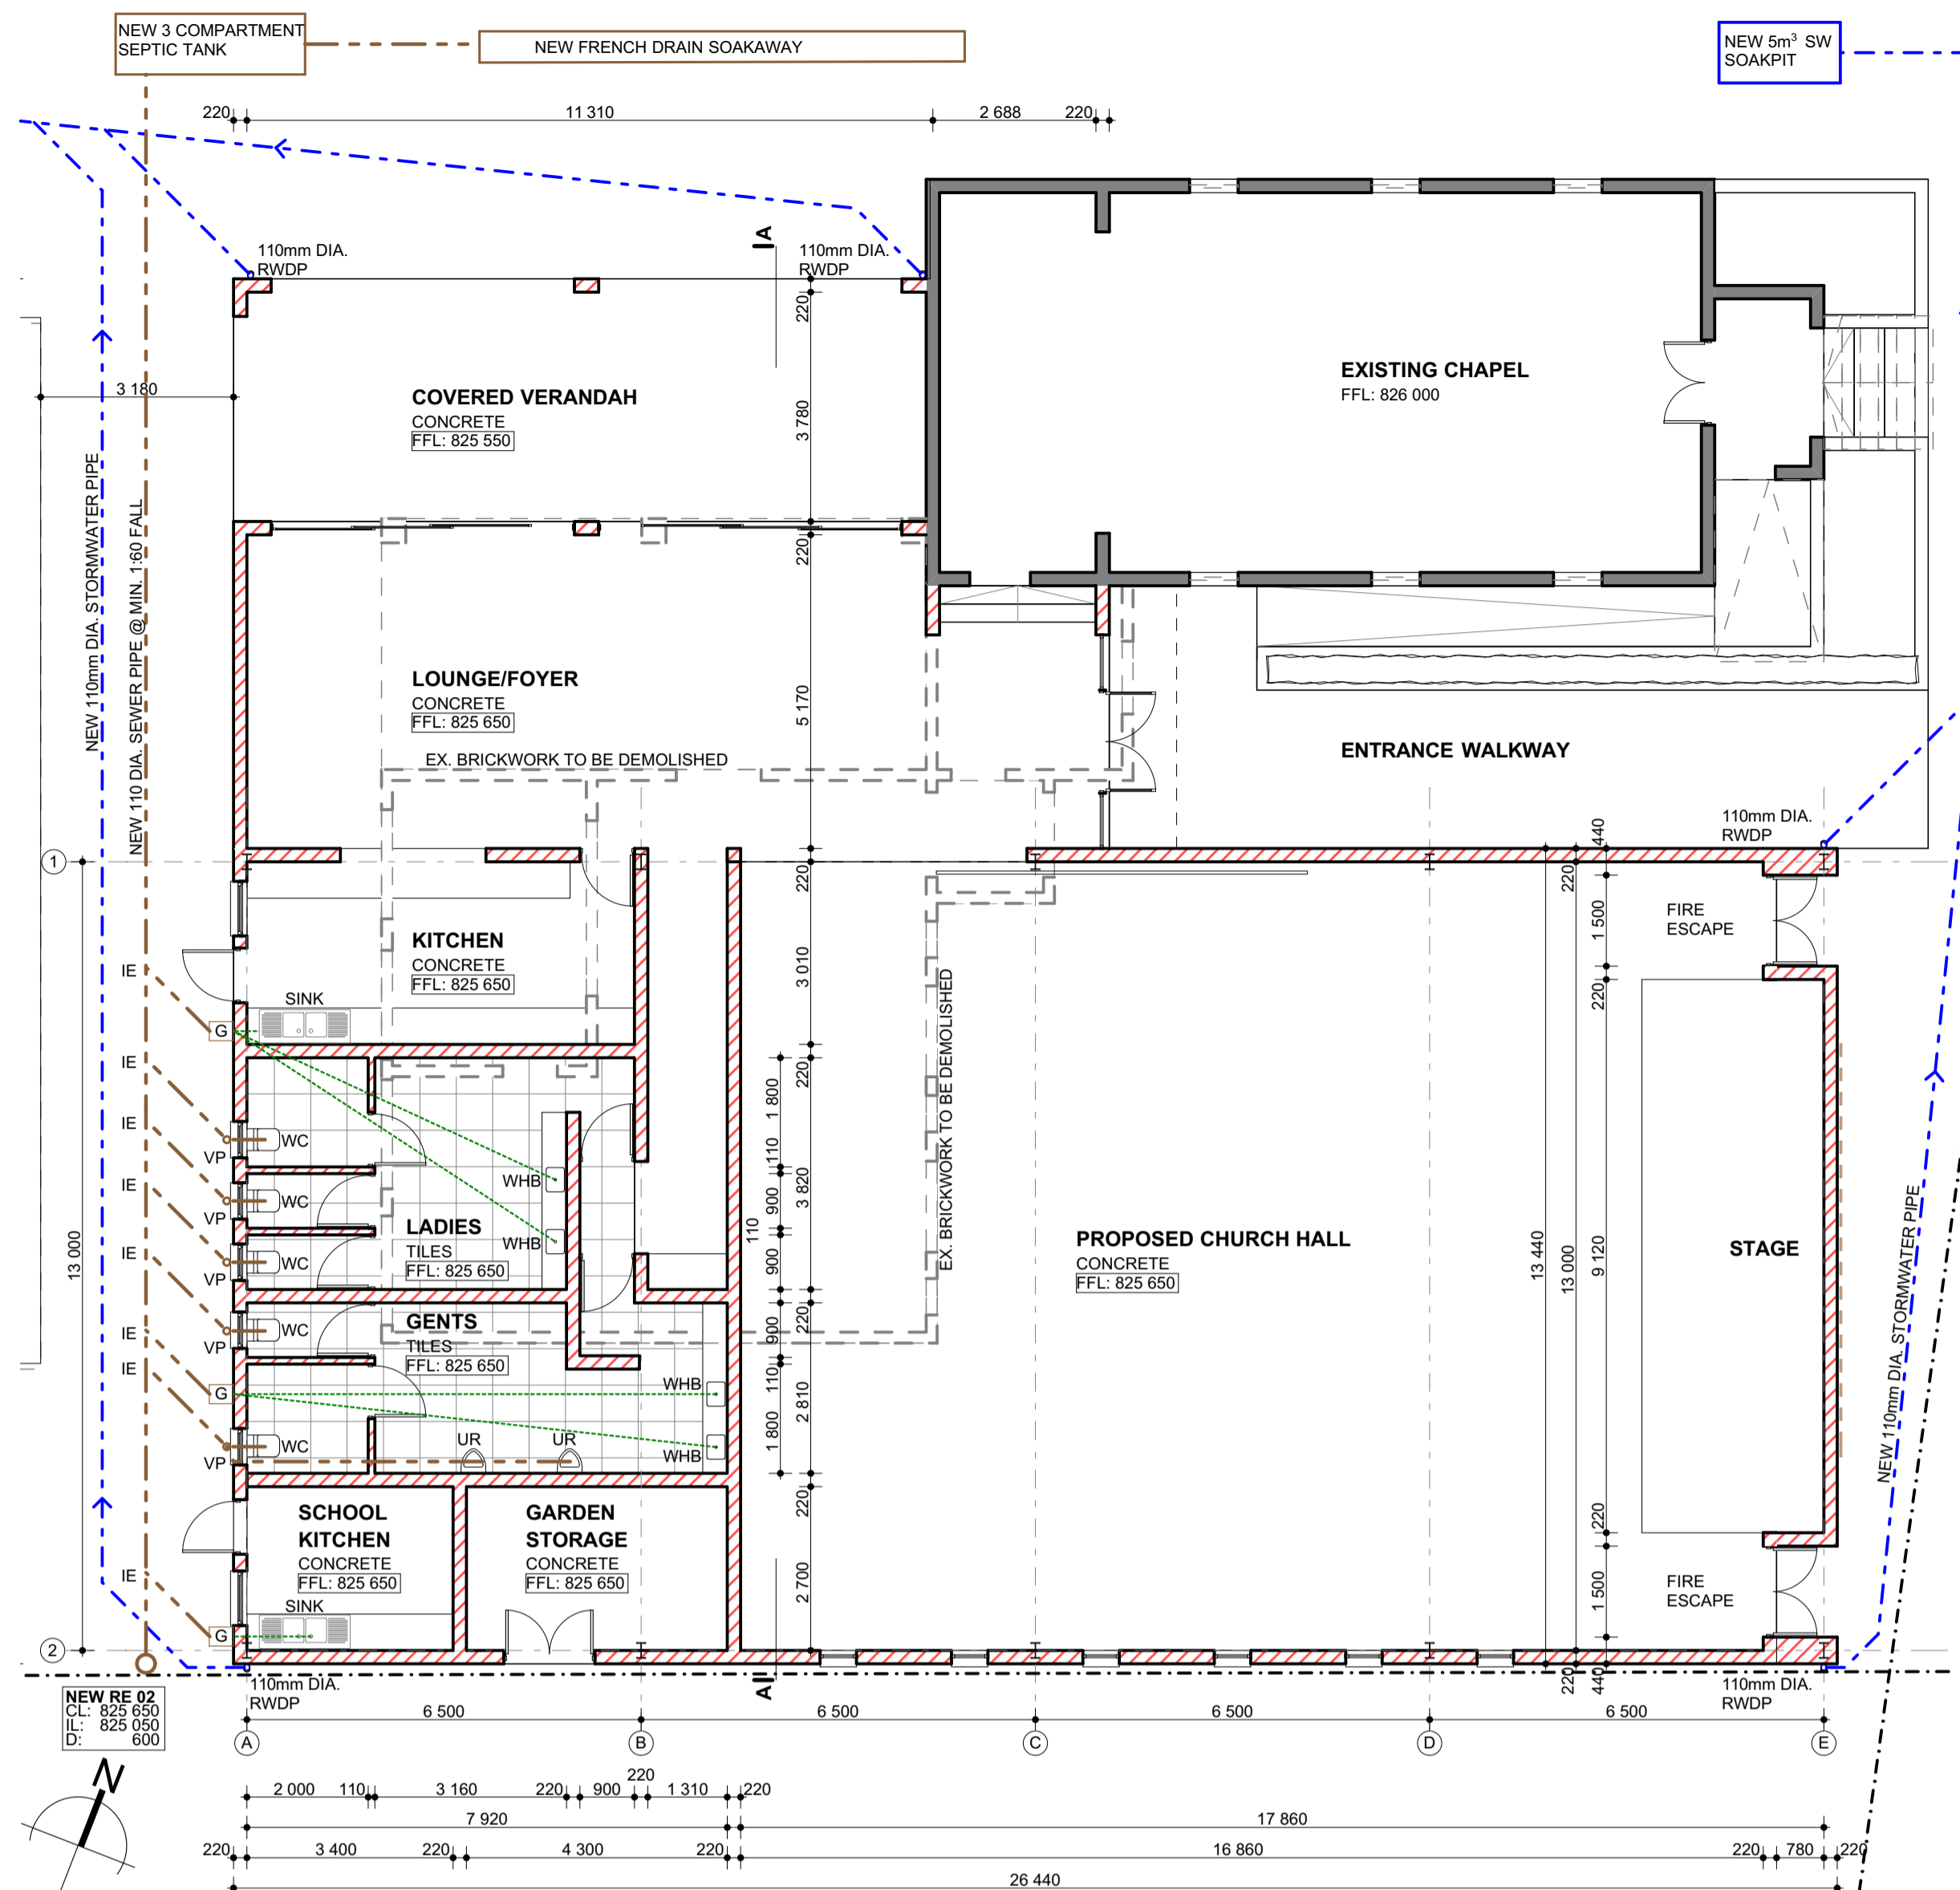 NEW 3 COMPARTMENT
SEPTIC TANK
NEW FRENCH DRAIN SOAKAWAY
NEW 5m³ SW
SOAKPIT
220
11 310
2 688
220
110mm DIA.
RWDP
A
110mm DIA.
RWDP
220
3 180
COVERED VERANDAH
CONCRETE
FFL: 825 550
3 780
EXISTING CHAPEL
FFL: 826 000
NEW 110mm DIA. STORMWATER PIPE
NEW 110 DIA. SEWER PIPE @ MIN. 1:60 FALL
220
LOUNGE/FOYER
CONCRETE
FFL: 825 650
5 170
EX. BRICKWORK TO BE DEMOLISHED
ENTRANCE WALKWAY
110mm DIA.
RWDP
440
1
220
220
1 500
FIRE
ESCAPE
KITCHEN
CONCRETE
FFL: 825 650
3 010
IE
SINK
G
220
EX. BRICKWORK TO BE DEMOLISHED
IE
220
1 800
IE
WC
VP
110
WHB
IE
WC
VP
900
3 820
LADIES
TILES
FFL: 825 650
WHB
110
PROPOSED CHURCH HALL
CONCRETE
FFL: 825 650
13 000
13 440
13 000
9 120
STAGE
IE
WC
VP
900
NEW 110mm DIA. STORMWATER PIPE
GENTS
TILES
FFL: 825 650
220
900
IE
WC
VP
IE
G
WHB
110
2 810
WC
VP
UR
UR
WHB
1 800
220
220
SCHOOL
KITCHEN
CONCRETE
FFL: 825 650
GARDEN
STORAGE
CONCRETE
FFL: 825 650
IE
2 700
1 500
FIRE
ESCAPE
SINK
G
2
220
440
NEW RE 02
CL: 825 650
IL: 825 050
D: 600
110mm DIA.
RWDP
A
110mm DIA.
RWDP
6 500
6 500
6 500
6 500
A
B
C
D
E
N
2 000
110
3 160
220
900
220
1 310
220
7 920
17 860
220
3 400
220
4 300
220
16 860
220
780
220
26 440